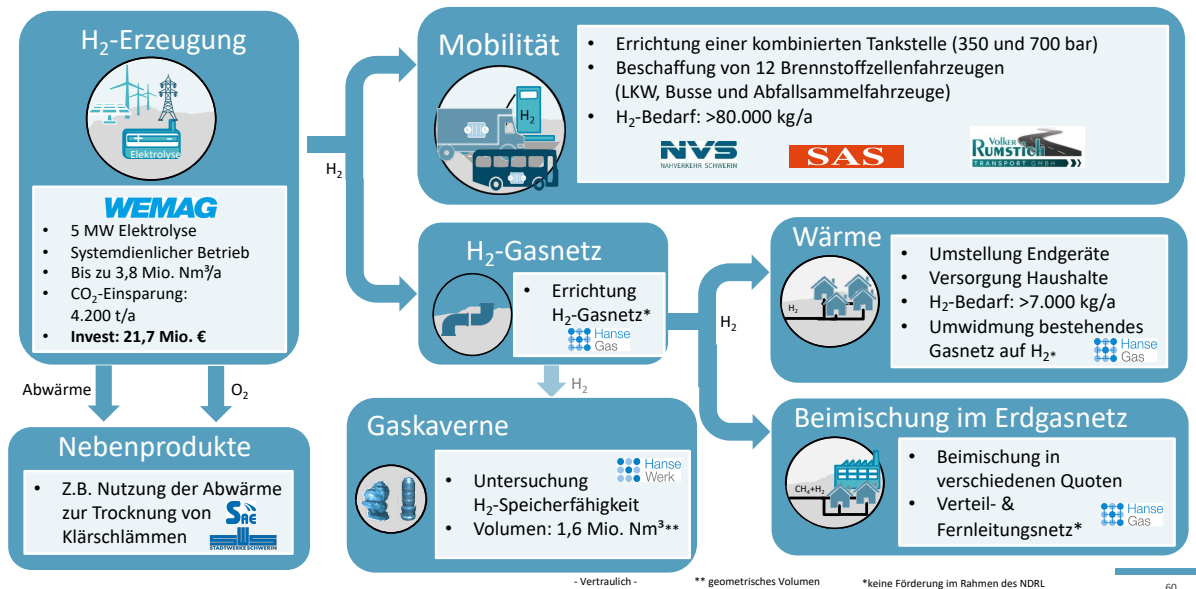 H₂-Erzeugung
Elektrolyse
WEMAG
• 5 MW Elektrolyse
• Systemdienlicher Betrieb
• Bis zu 3,8 Mio. Nm³/a
• CO₂-Einsparung:
4.200 t/a
• Invest: 21,7 Mio. €
Abwärme
O₂
Nebenprodukte
• Z.B. Nutzung der Abwärme
zur Trocknung von
Klärschlämmen
SAE
STADTWERKE SCHWERIN
H₂
Mobilität
H₂
• Errichtung einer kombinierten Tankstelle (350 und 700 bar)
• Beschaffung von 12 Brennstoffzellenfahrzeugen
(LKW, Busse und Abfallsammelfahrzeuge)
• H₂-Bedarf: >80.000 kg/a
NVS
NAHVERKEHR SCHWERIN
SAS
Volker
RUMSTICH
TRANSPORT GMBH
H₂-Gasnetz
• Errichtung
H₂-Gasnetz*
Hanse
Gas
H₂
H₂
Gaskaverne
• Untersuchung
H₂-Speicherfähigkeit
• Volumen: 1,6 Mio. Nm³**
Hanse
Werk
Wärme
H₂
• Umstellung Endgeräte
• Versorgung Haushalte
• H₂-Bedarf: >7.000 kg/a
• Umwidmung bestehendes
Gasnetz auf H₂*
Hanse
Gas
Beimischung im Erdgasnetz
CH₄+H₂
• Beimischung in
verschiedenen Quoten
• Verteil- &
Fernleitungsnetz*
Hanse
Gas
- Vertraulich -
** geometrisches Volumen
*keine Förderung im Rahmen des NDRL
60